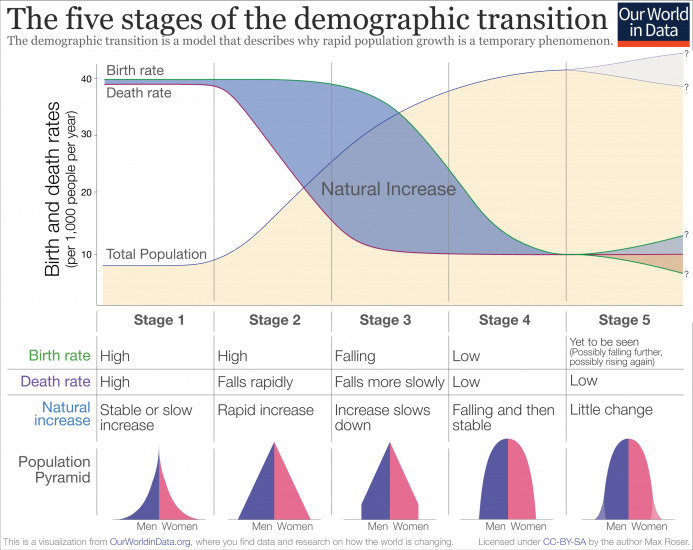 The five stages of the demographic transition
Our World
in Data
The demographic transition is a model that describes why rapid population growth is a temporary phenomenon.
Birth and death rates
(per 1,000 people per year)
40
30
20
10
Birth rate
Death rate
Natural Increase
Total Population
?
?
?
?
Stage 1
Stage 2
Stage 3
Stage 4
Stage 5
Birth rate
High
High
Falling
Low
Yet to be seen
(Possibly falling further,
possibly rising again)
Death rate
High
Falls rapidly
Falls more slowly
Low
Low
Natural
increase
Stable or slow
increase
Rapid increase
Increase slows
down
Falling and then
stable
Little change
Population
Pyramid
Men Women
Men Women
Men Women
Men Women
Men Women
This is a visualization from OurWorldinData.org, where you find data and research on how the world is changing.
Licensed under CC-BY-SA by the author Max Roser.